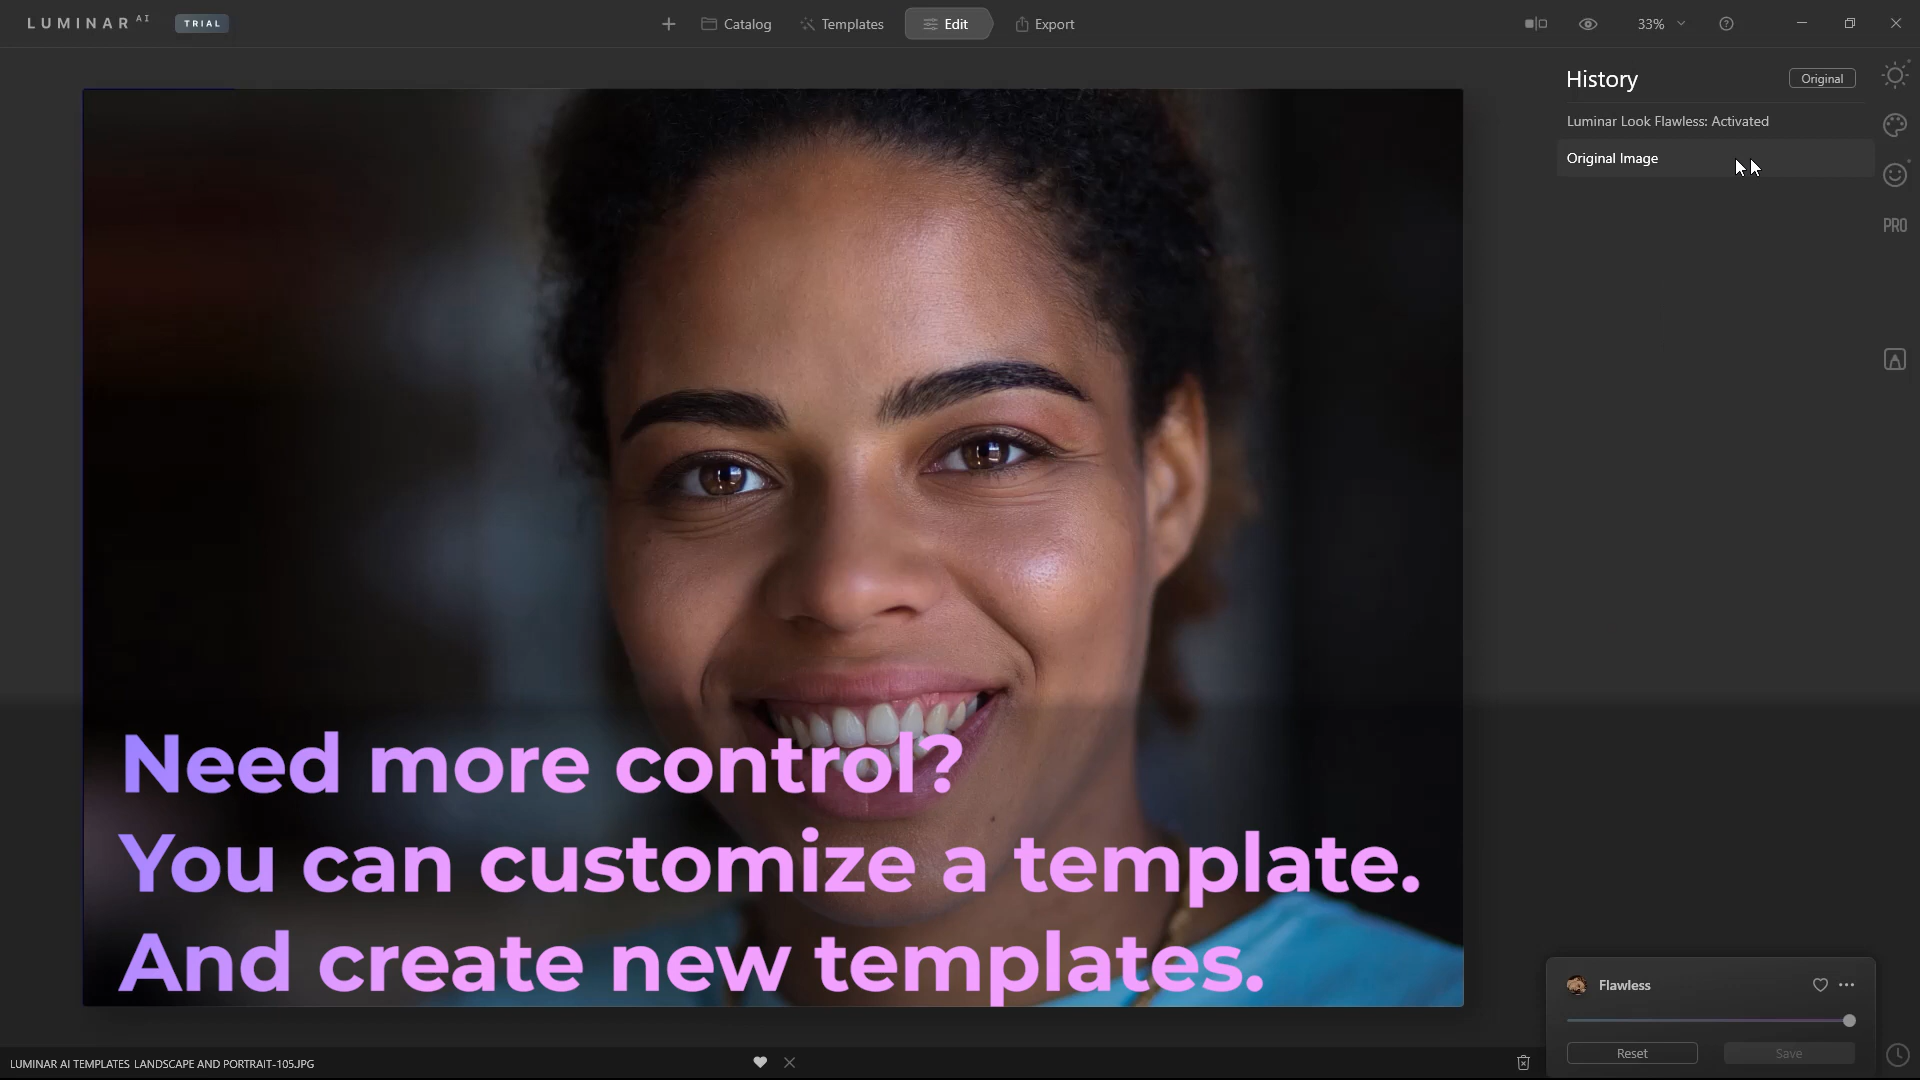 LUMINAR AI
TRIAL
Catalog
Templates
Edit
Export
33%
History
Original
Luminar Look Flawless: Activated
Original Image
PRO
Need more control?
You can customize a template.
And create new templates.
Flawless
Reset
Save
LUMINAR AI TEMPLATES LANDSCAPE AND PORTRAIT-105.JPG